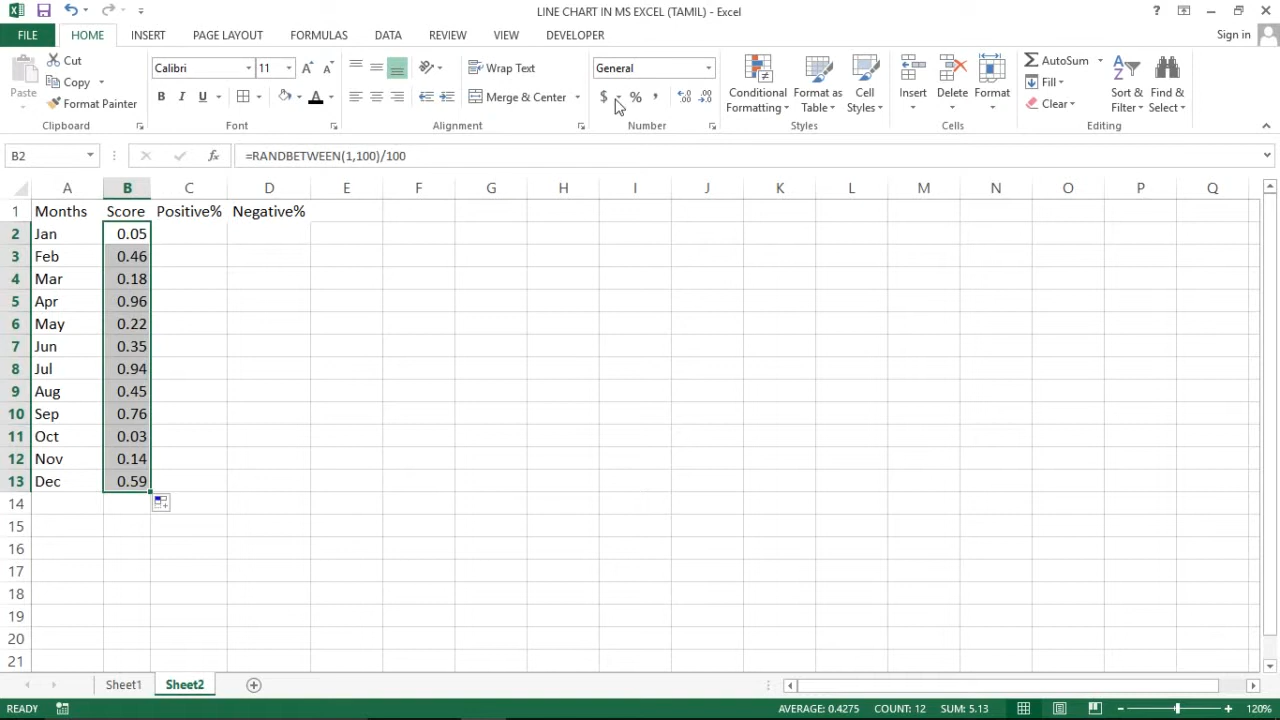 LINE CHART IN MS EXCEL (TAMIL) - Excel
FILE HOME INSERT PAGE LAYOUT FORMULAS DATA REVIEW VIEW DEVELOPER Sign in
Paste Cut Copy Format Painter
Clipboard
Calibri 11
B I U A
Font
Wrap Text
Merge & Center
Alignment
General
$ % ,
Number
Conditional Formatting Format as Table Cell Styles
Styles
Insert Delete Format
Cells
AutoSum Fill Clear
Sort & Filter Find & Select
Editing
B2 fx =RANDBETWEEN(1,100)/100
A B C D E F G H I J K L M N O P Q
1 Months Score Positive% Negative%
2 Jan 0.05
3 Feb 0.46
4 Mar 0.18
5 Apr 0.96
6 May 0.22
7 Jun 0.35
8 Jul 0.94
9 Aug 0.45
10 Sep 0.76
11 Oct 0.03
12 Nov 0.14
13 Dec 0.59
14
15
16
17
18
19
20
21
Sheet1 Sheet2
READY AVERAGE: 0.4275 COUNT: 12 SUM: 5.13 120%